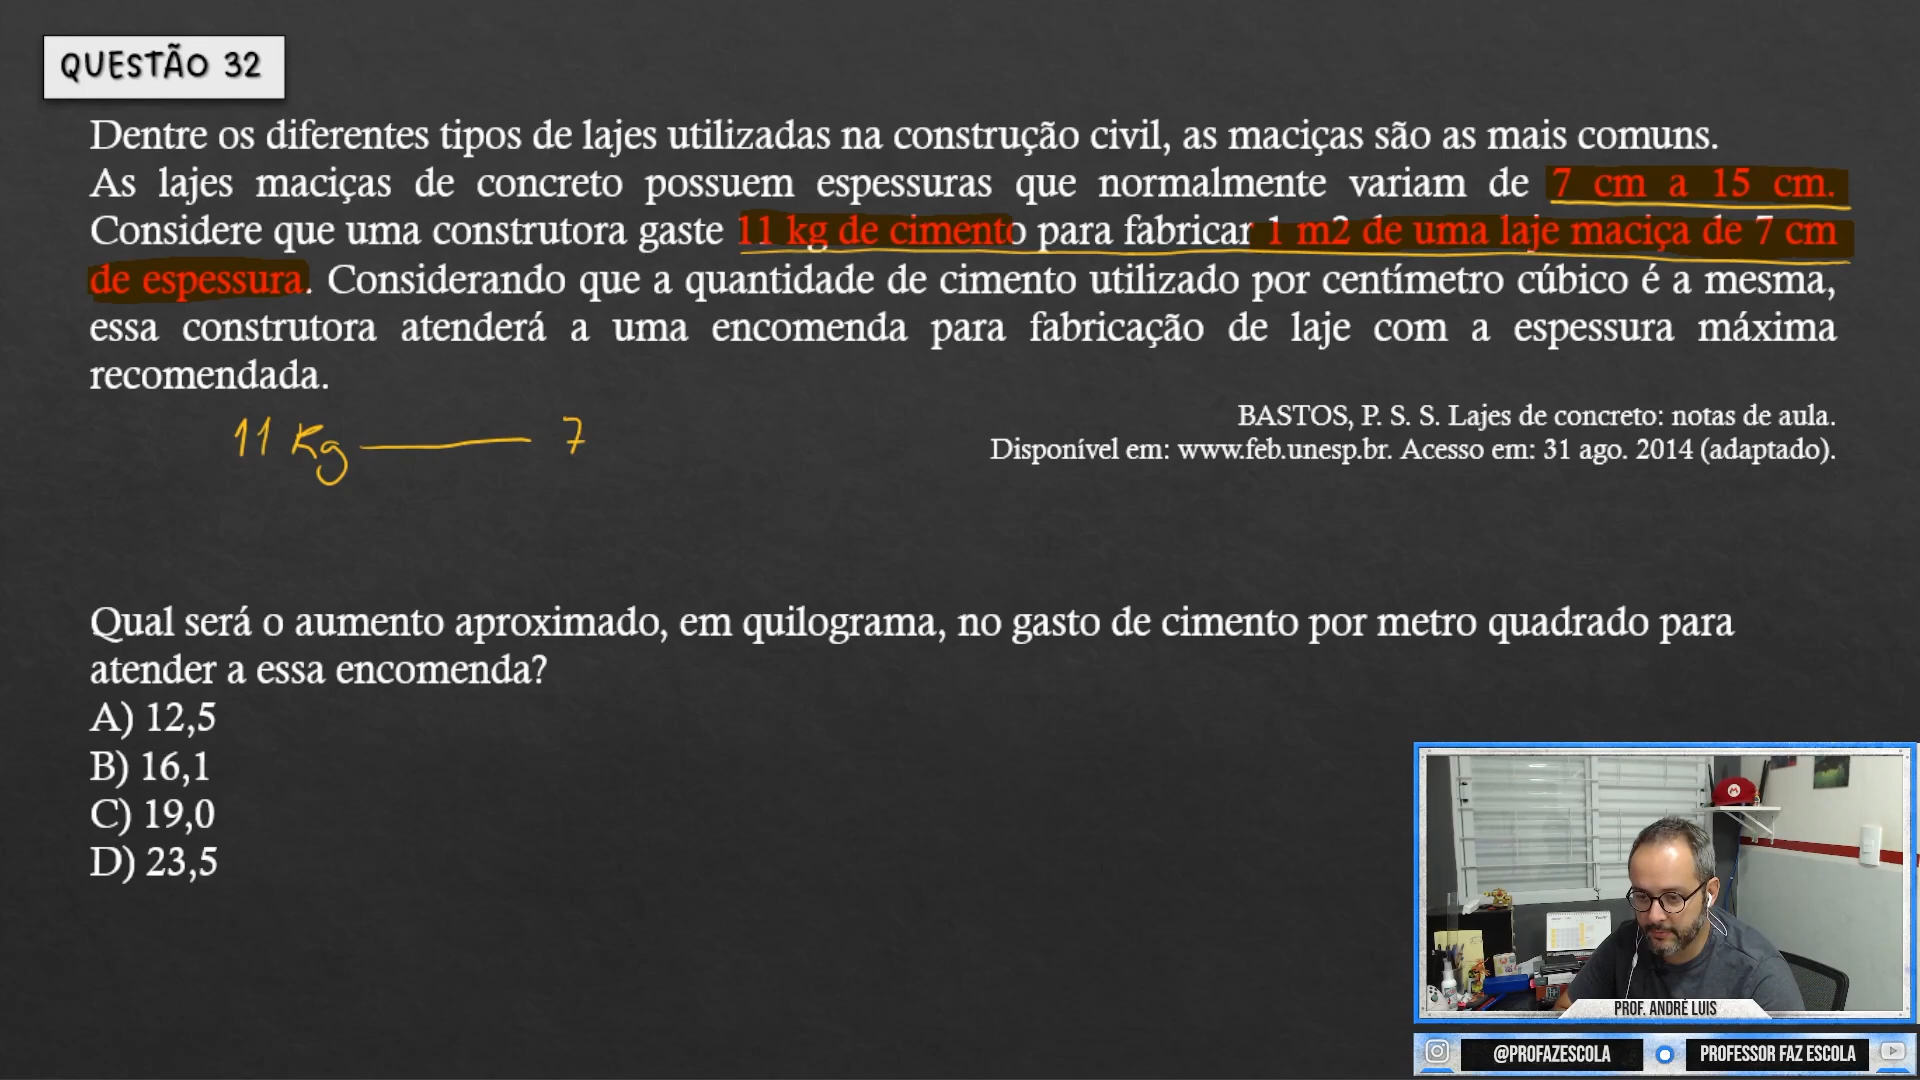 QUESTÃO 32
Dentre os diferentes tipos de lajes utilizadas na construção civil, as maciças são as mais comuns.
As lajes maciças de concreto possuem espessuras que normalmente variam de 7 cm a 15 cm.
Considere que uma construtora gaste 11 kg de cimento para fabricar 1 m2 de uma laje maciça de 7 cm
de espessura. Considerando que a quantidade de cimento utilizado por centímetro cúbico é a mesma,
essa construtora atenderá a uma encomenda para fabricação de laje com a espessura máxima
recomendada.
BASTOS, P. S. S. Lajes de concreto: notas de aula.
Disponível em: www.feb.unesp.br. Acesso em: 31 ago. 2014 (adaptado).
11 Kg 7
Qual será o aumento aproximado, em quilograma, no gasto de cimento por metro quadrado para
atender a essa encomenda?
A) 12,5
B) 16,1
C) 19,0
D) 23,5
M
PROF. ANDRÉ LUIS
@PROFAZESCOLA
PROFESSOR FAZ ESCOLA